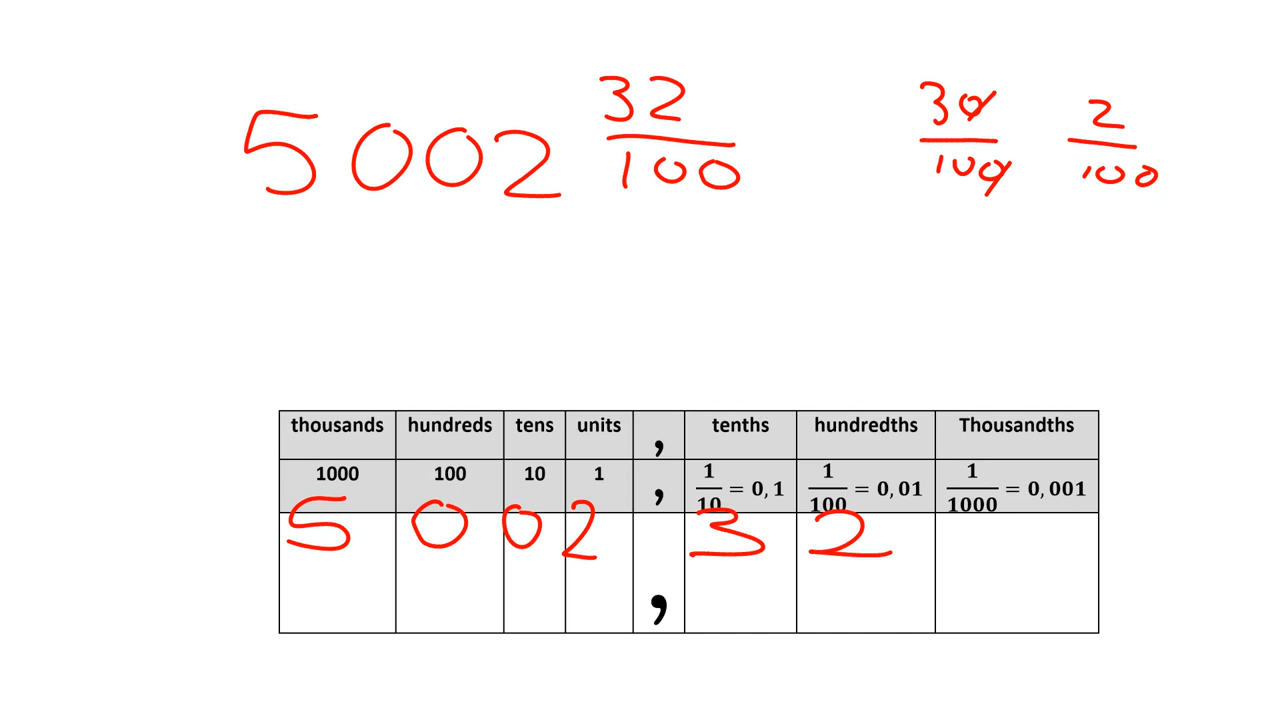 5002 32/100 30/100 2/100
thousands hundreds tens units , tenths hundredths Thousandths
1000 100 10 1 , 1/10 = 0,1 1/100 = 0,01 1/1000 = 0,001
5 0 0 2 , 3 2